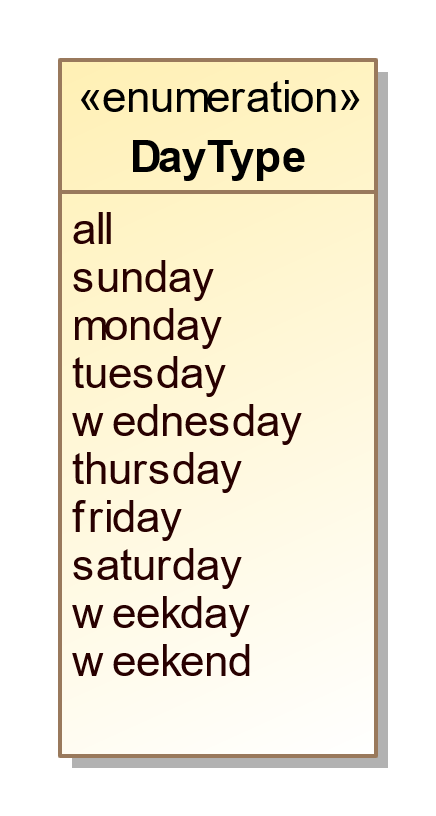 «enumeration»
DayType
all
sunday
monday
tuesday
wednesday
thursday
friday
saturday
weekday
weekend